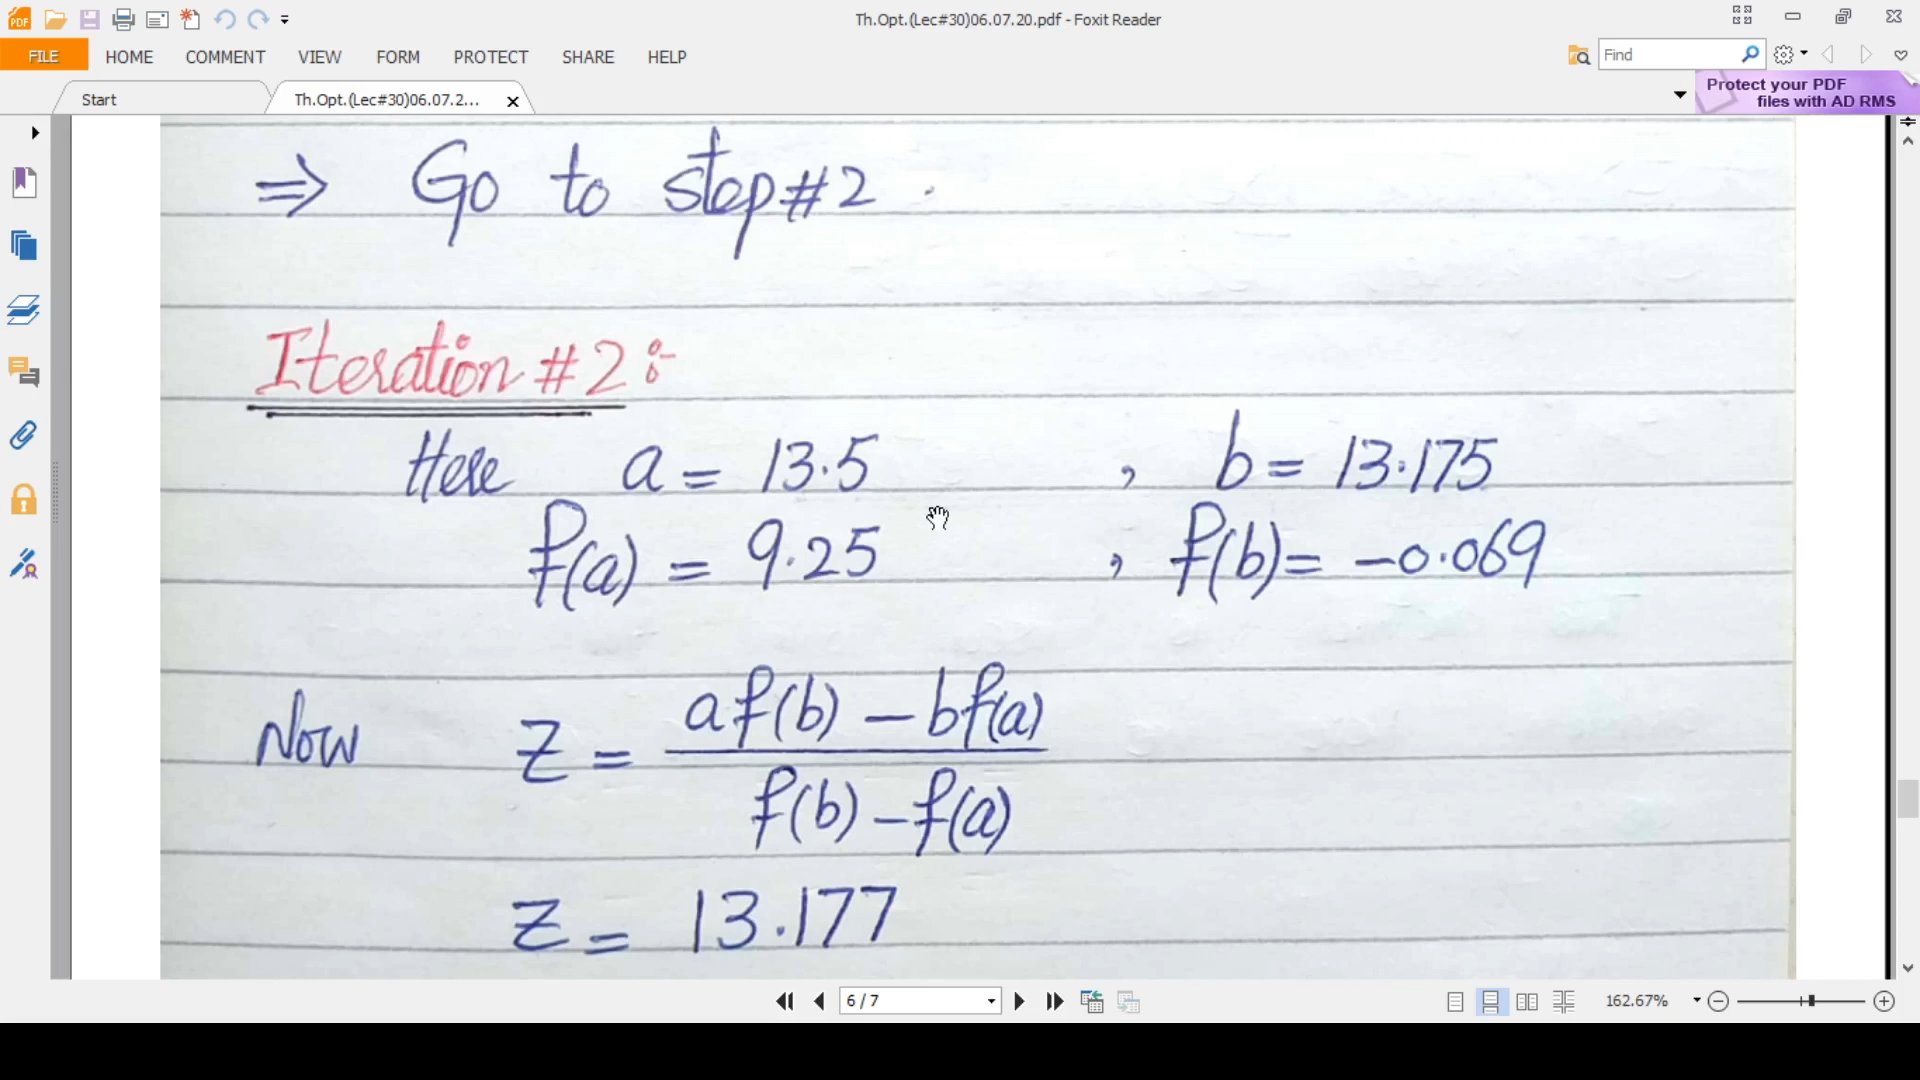 Th.Opt.(Lec#30)06.07.20.pdf - Foxit Reader
FILE HOME COMMENT VIEW FORM PROTECT SHARE HELP
Find
Start
Th.Opt.(Lec#30)06.07.2...
Protect your PDF
files with AD RMS
⇒ Go to step#2.
Iteration #2:-
Here a = 13.5 , b = 13.175
f(a) = 9.25 , f(b) = -0.069
Now z = af(b) - bf(a)
f(b) - f(a)
z = 13.177
6 / 7
162.67%